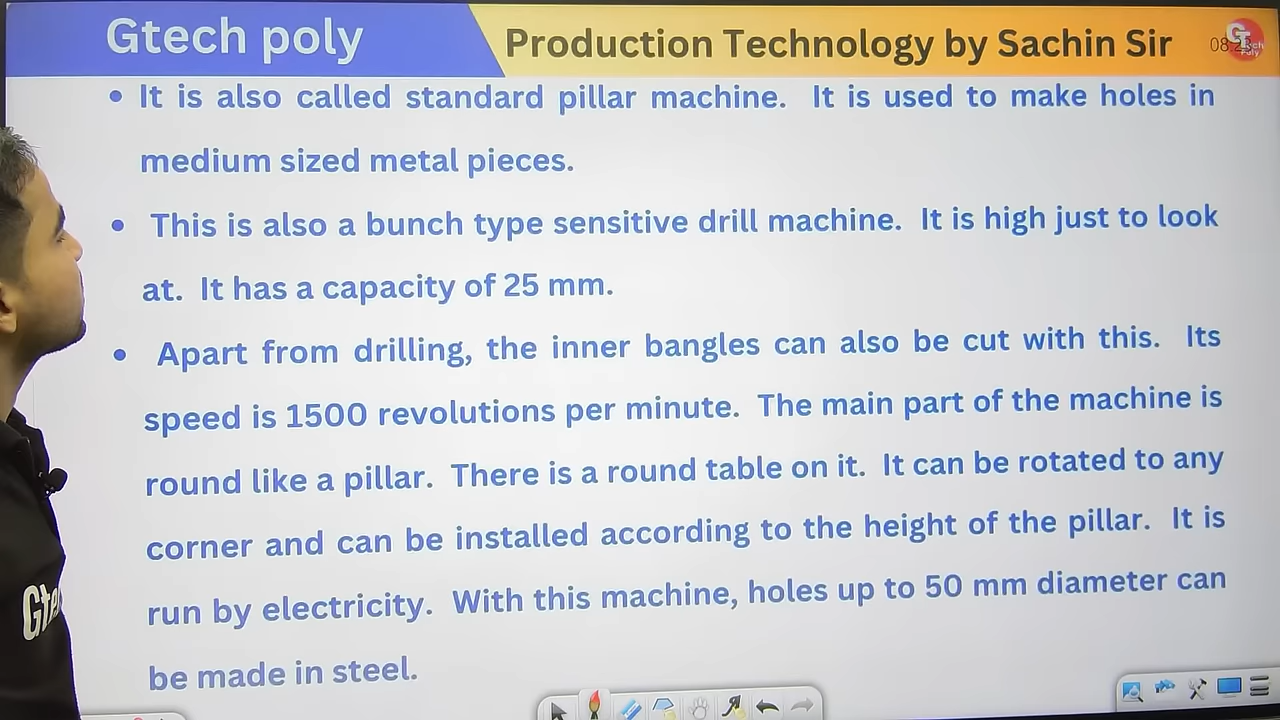 Gtech poly
Production Technology by Sachin Sir
• It is also called standard pillar machine. It is used to make holes in
medium sized metal pieces.
• This is also a bunch type sensitive drill machine. It is high just to look
at. It has a capacity of 25 mm.
• Apart from drilling, the inner bangles can also be cut with this. Its
speed is 1500 revolutions per minute. The main part of the machine is
round like a pillar. There is a round table on it. It can be rotated to any
corner and can be installed according to the height of the pillar. It is
run by electricity. With this machine, holes up to 50 mm diameter can
be made in steel.